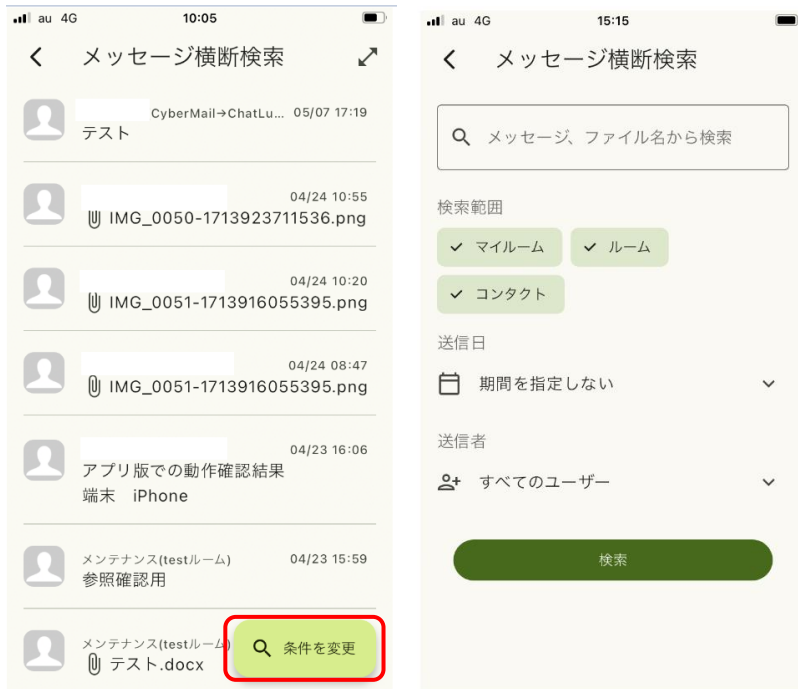 au 4G 10:05
メッセージ横断検索
CyberMail→ChatLu... 05/07 17:19
テスト
04/24 10:55
IMG_0050-1713923711536.png
04/24 10:20
IMG_0051-1713916055395.png
04/24 08:47
IMG_0051-1713916055395.png
04/23 16:06
アプリ版での動作確認結果
端末 iPhone
メンテナンス(testルーム) 04/23 15:59
参照確認用
メンテナンス(testルーム)
テスト.docx
条件を変更
au 4G 15:15
メッセージ横断検索
メッセージ、ファイル名から検索
検索範囲
マイルーム ルーム
コンタクト
送信日
期間を指定しない
送信者
すべてのユーザー
検索